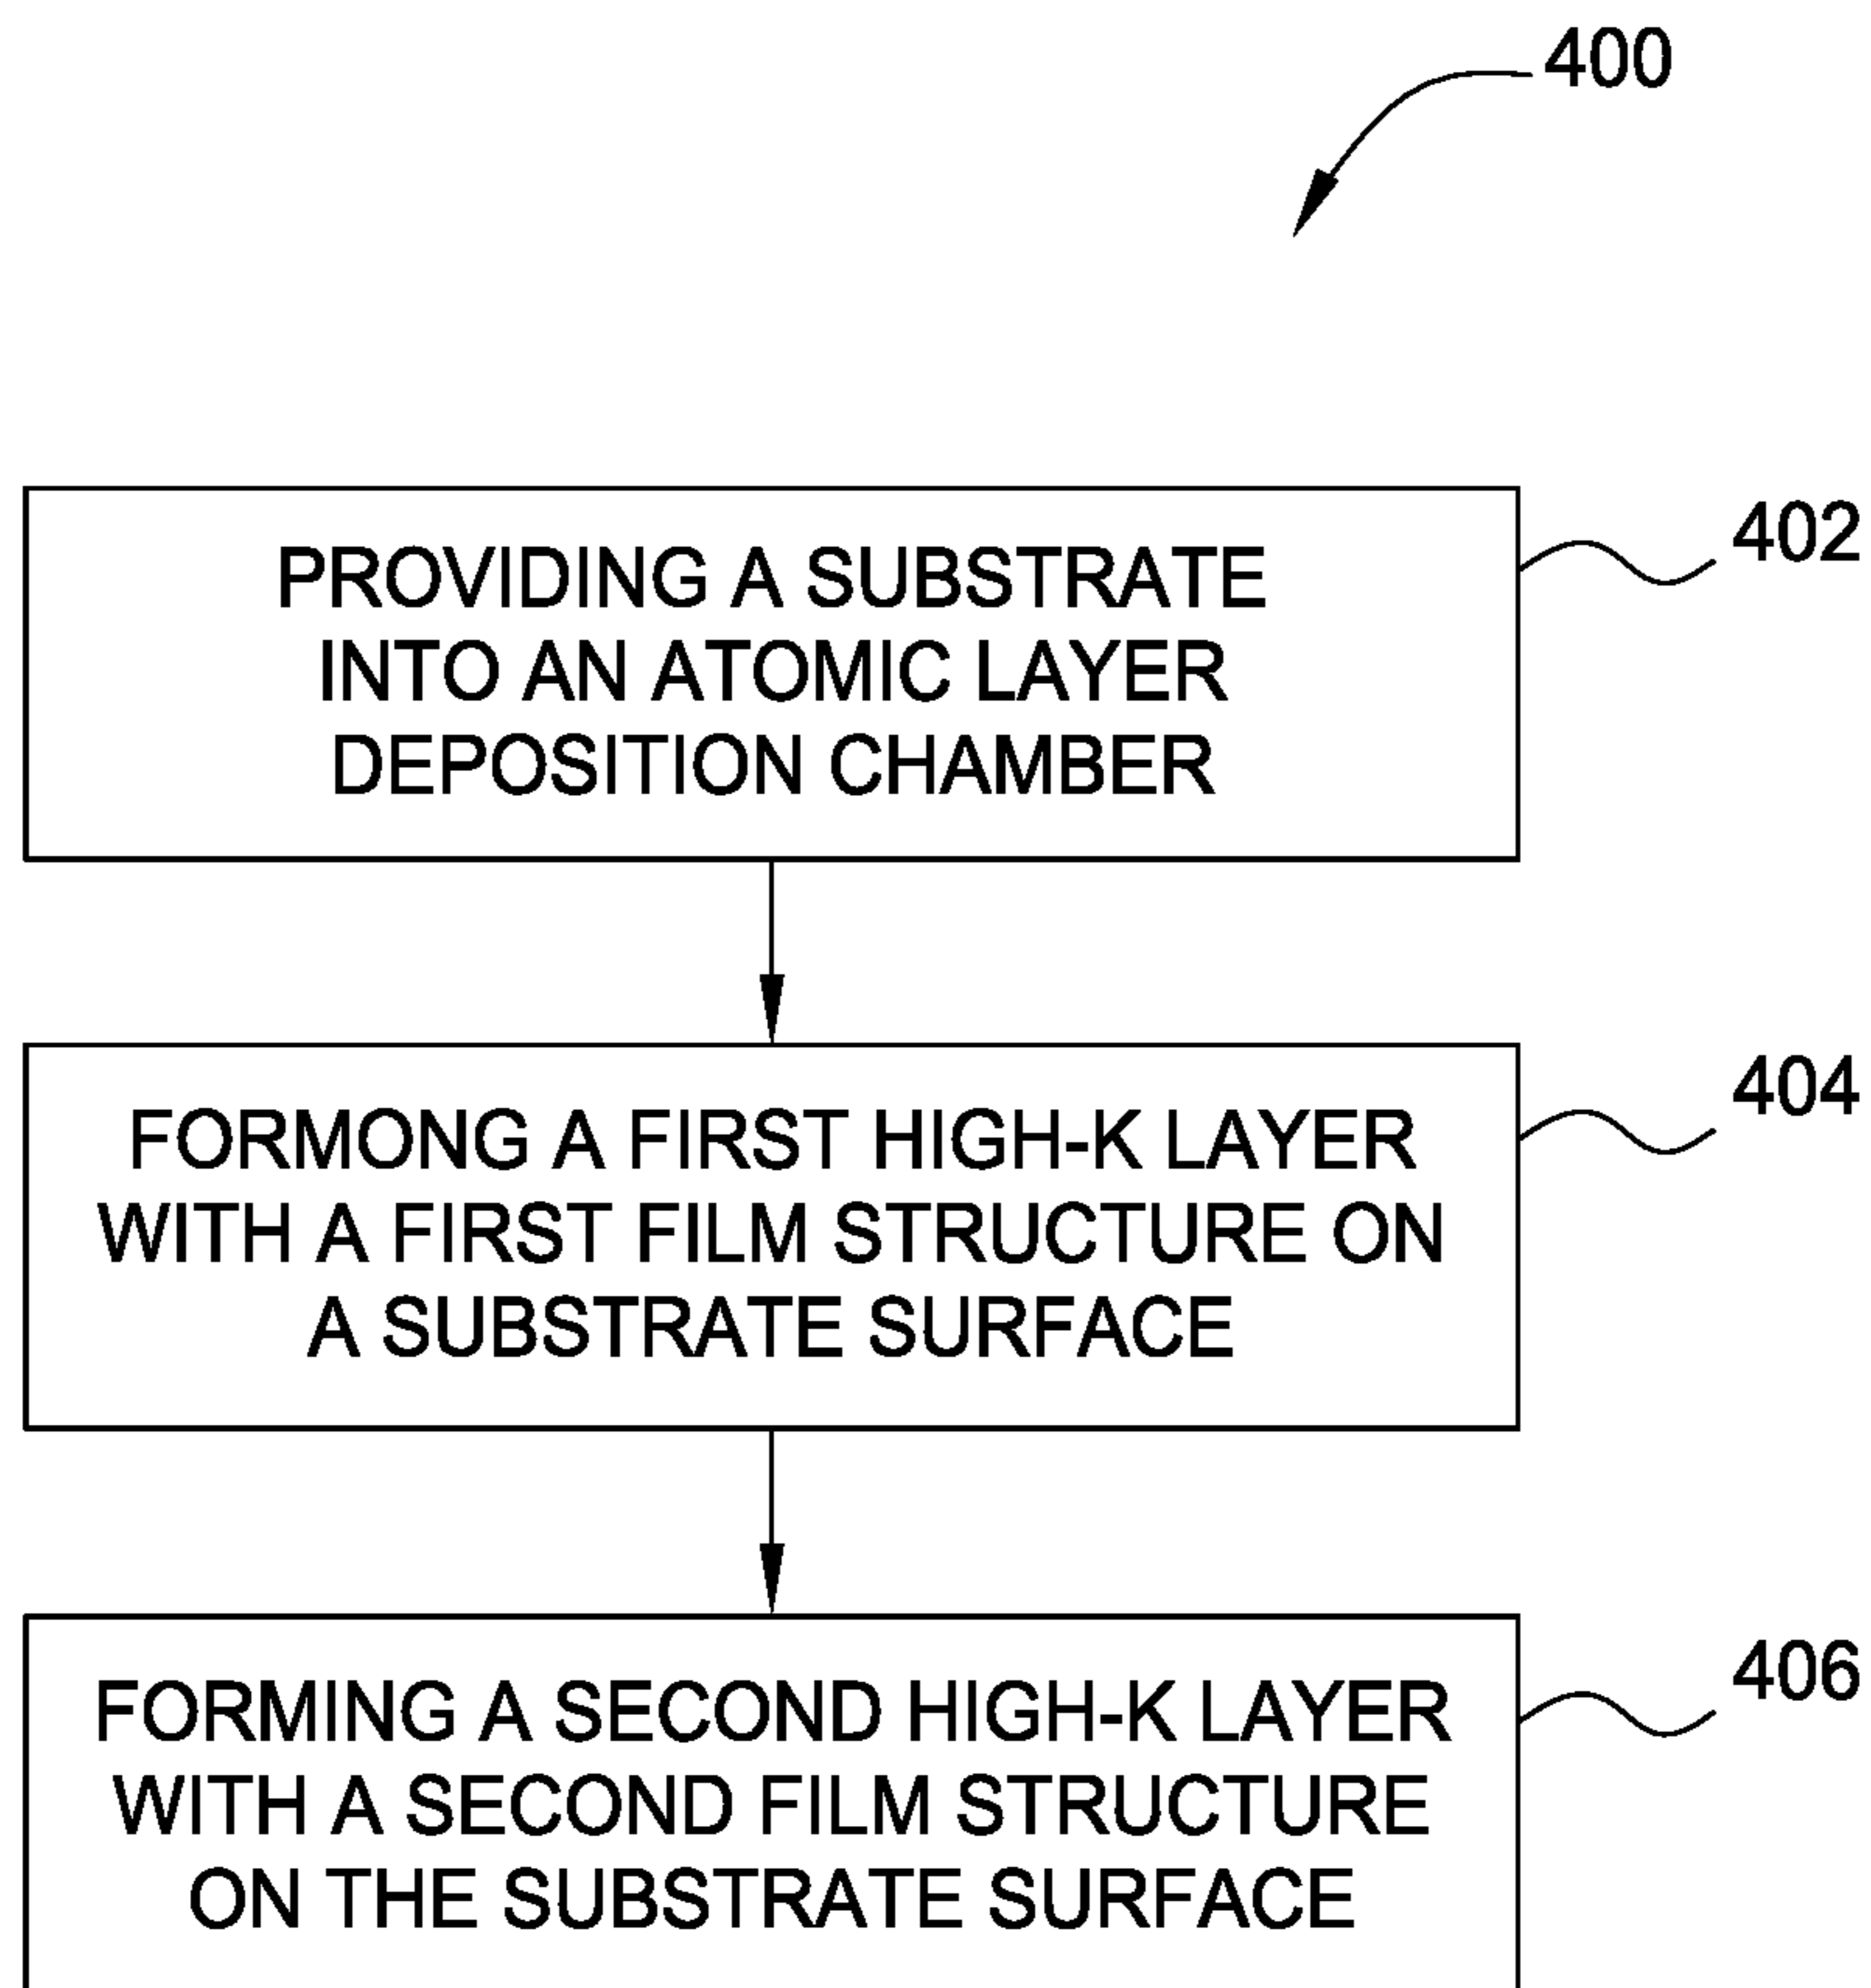 400
PROVIDING A SUBSTRATE
INTO AN ATOMIC LAYER
DEPOSITION CHAMBER
402
FORMONG A FIRST HIGH-K LAYER
WITH A FIRST FILM STRUCTURE ON
A SUBSTRATE SURFACE
404
FORMING A SECOND HIGH-K LAYER
WITH A SECOND FILM STRUCTURE
ON THE SUBSTRATE SURFACE
406